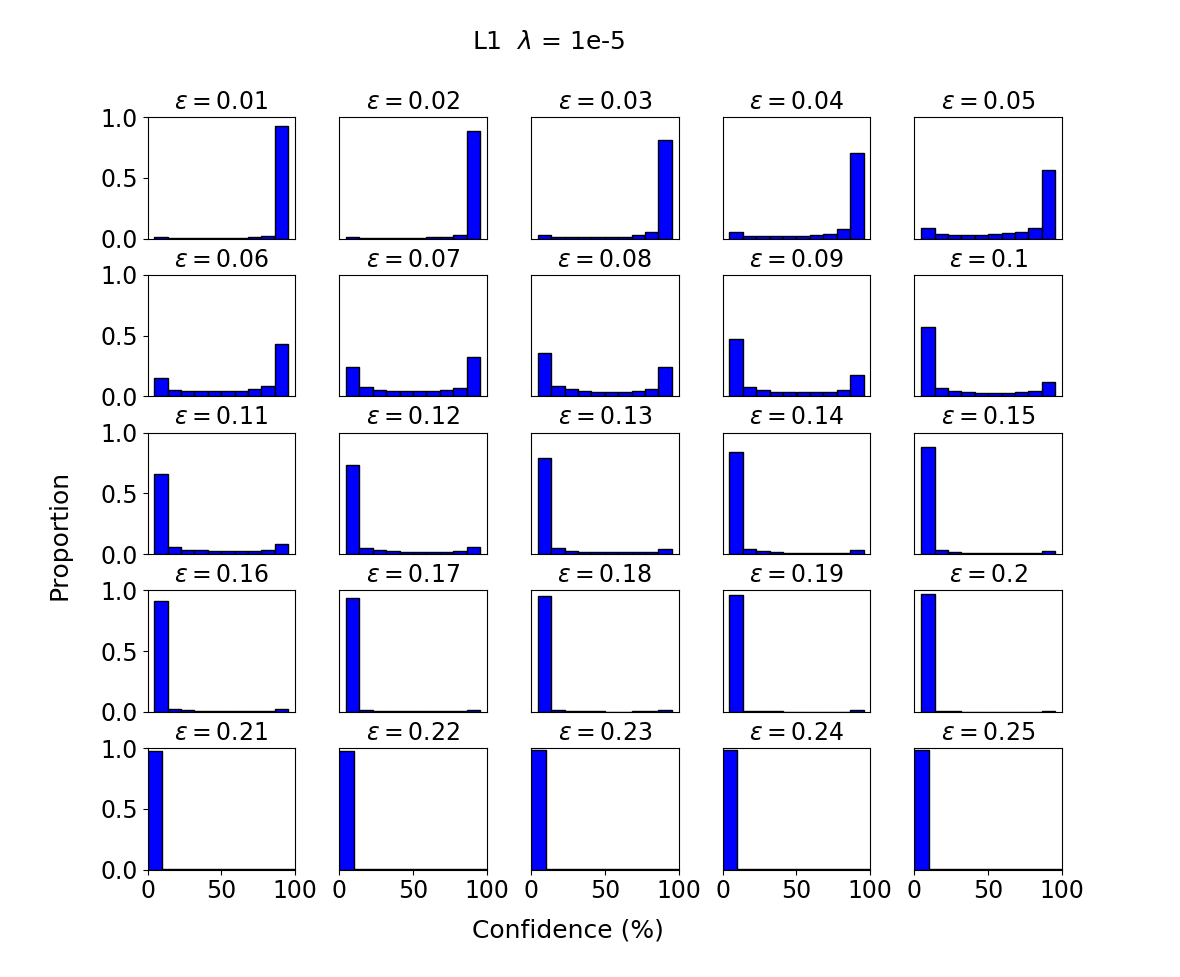 L1 λ = 1e-5
ε = 0.01 ε = 0.02 ε = 0.03 ε = 0.04 ε = 0.05
1.0
0.5
0.0
ε = 0.06 ε = 0.07 ε = 0.08 ε = 0.09 ε = 0.1
1.0
0.5
0.0
ε = 0.11 ε = 0.12 ε = 0.13 ε = 0.14 ε = 0.15
1.0
0.5
0.0
Proportion
ε = 0.16 ε = 0.17 ε = 0.18 ε = 0.19 ε = 0.2
1.0
0.5
0.0
ε = 0.21 ε = 0.22 ε = 0.23 ε = 0.24 ε = 0.25
1.0
0.5
0.0
0 50 100 0 50 100 0 50 100 0 50 100 0 50 100
Confidence (%)